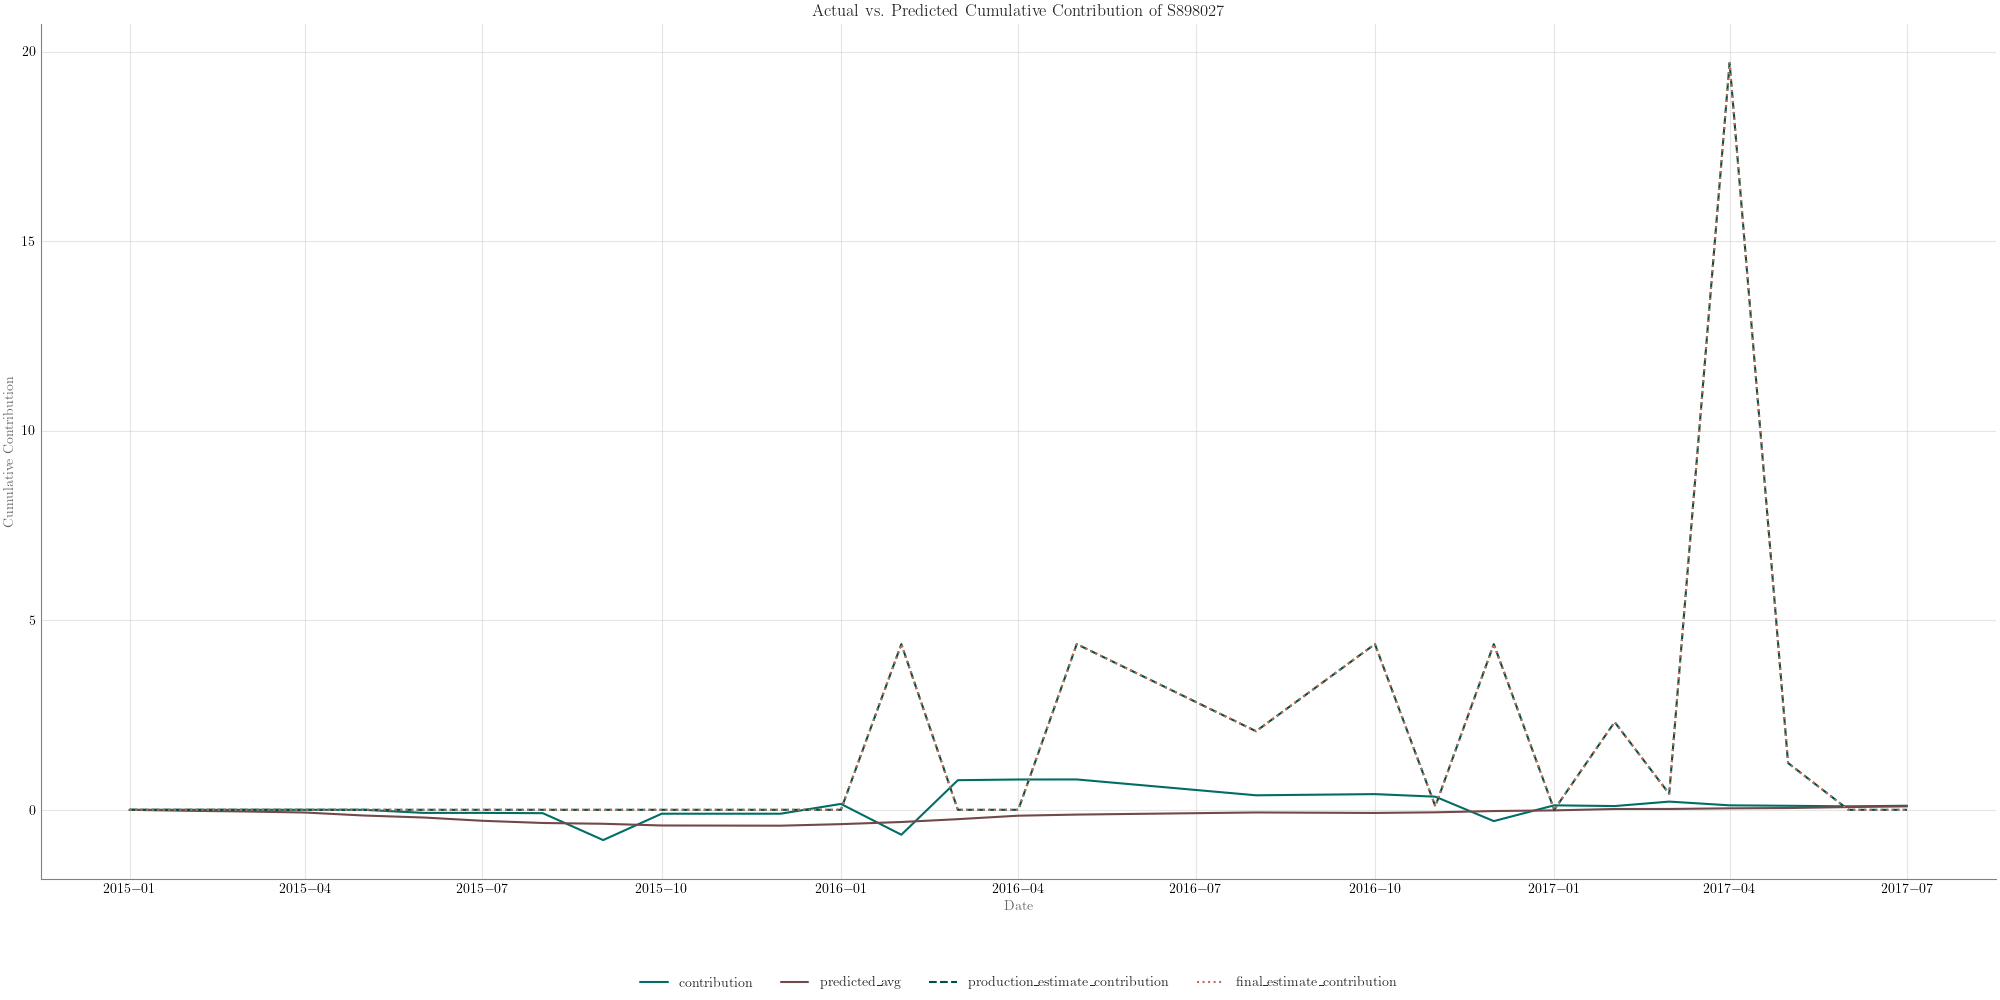 Actual vs. Predicted Cumulative Contribution of S898027
20
15
10
5
0
Cumulative Contribution
2015–01 2015–04 2015–07 2015–10 2016–01 2016–04 2016–07 2016–10 2017–01 2017–04 2017–07
Date
contribution predicted_avg production_estimate_contribution final_estimate_contribution